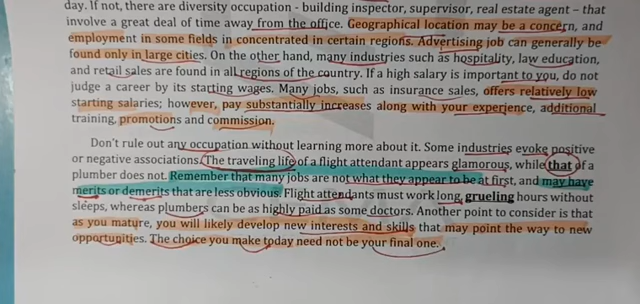 day. If not, there are diversity occupation - building inspector, supervisor, real estate agent – that
involve a great deal of time away from the office. Geographical location may be a concern, and
employment in some fields in concentrated in certain regions. Advertising job can generally be
found only in large cities. On the other hand, many industries such as hospitality, law education,
and retail sales are found in all regions of the country. If a high salary is important to you, do not
judge a career by its starting wages. Many jobs, such as insurance sales, offers relatively low
starting salaries; however, pay substantially increases along with your experience, additional
training, promotions and commission.
Don't rule out any occupation without learning more about it. Some industries evoke positive
or negative associations. The traveling life of a flight attendant appears glamorous, while that of a
plumber does not. Remember that many jobs are not what they appear to be at first, and may have
merits or demerits that are less obvious. Flight attendants must work long, grueling hours without
sleeps, whereas plumbers can be as highly paid as some doctors. Another point to consider is that
as you mature, you will likely develop new interests and skills that may point the way to new
opportunities. The choice you make today need not be your final one.